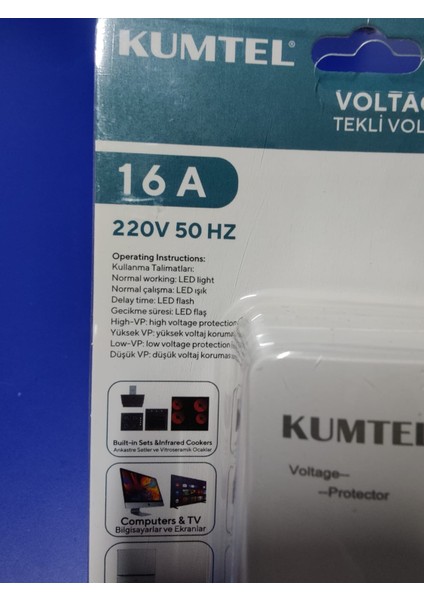 KUMTEL®
VOLTAG
TEKLİ VOL
16 A
220V 50 HZ
Operating Instructions:
Kullanma Talimatları:
Normal working: LED light
Normal çalışma: LED ışık
Delay time: LED flash
Gecikme süresi: LED flaş
High-VP: high voltage protection
Yüksek VP: yüksek voltaj koruma
Low-VP: low voltage protection
Düşük VP: düşük voltaj koruması
Built-in Sets &Infrared Cookers
Ankastre Setler ve Vitroseramik Ocaklar
Computers & TV
Bilgisayarlar ve Ekranlar
KUMTEL
Voltage--
--Protector